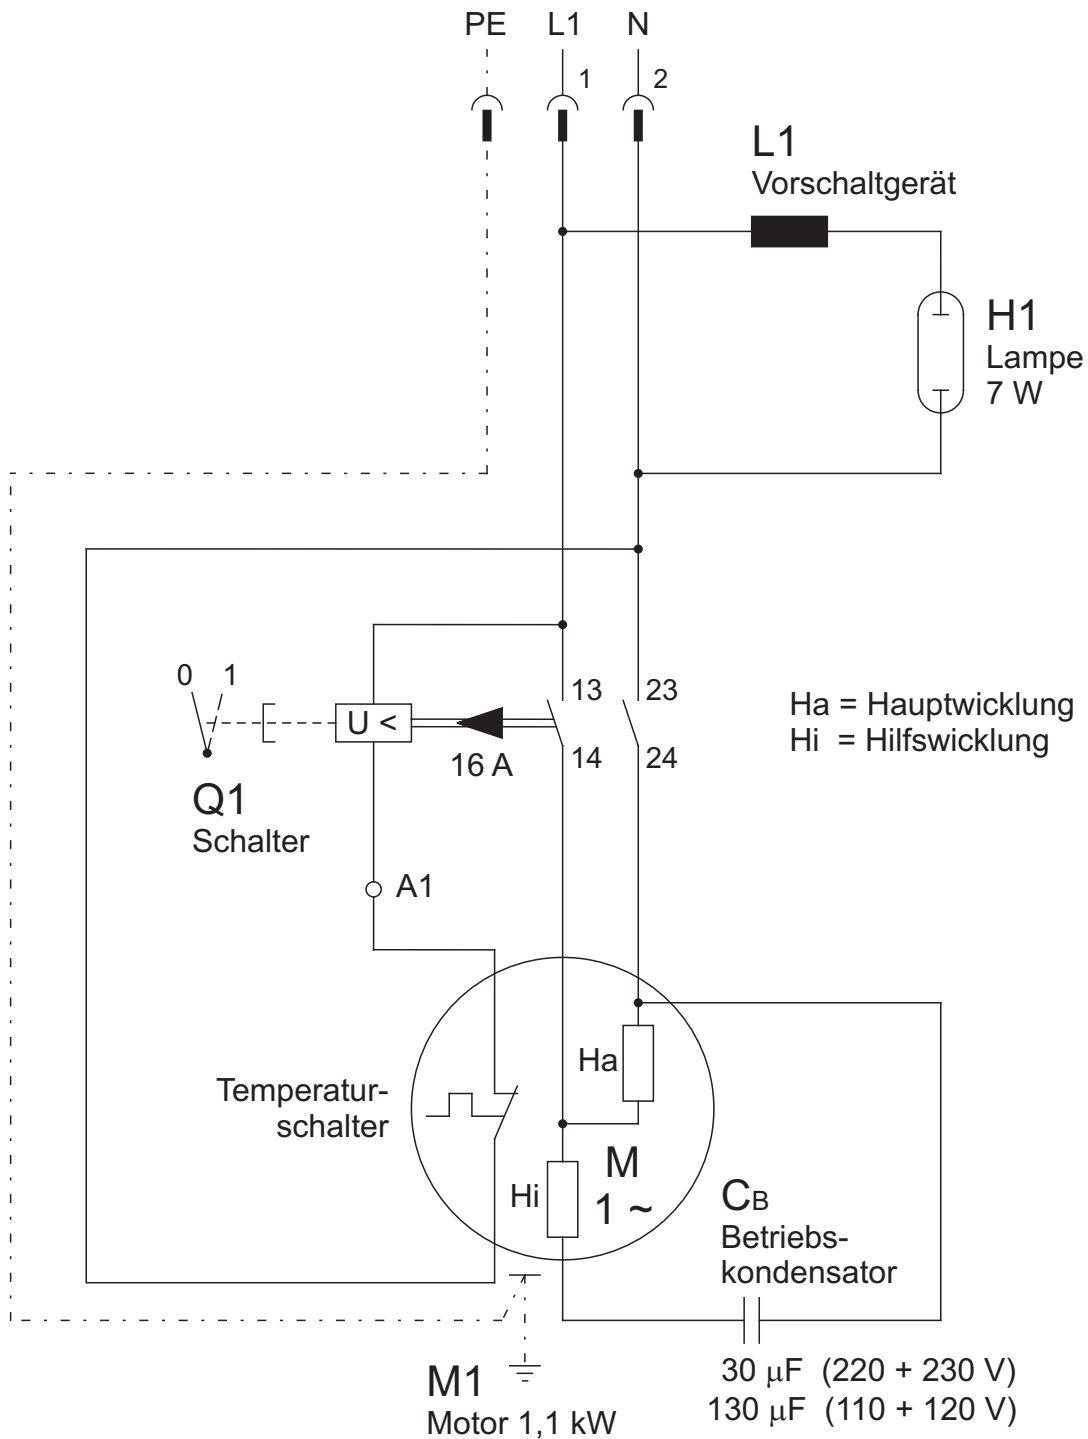 PE L1 N
1 2
L1
Vorschaltgerät
H1
Lampe
7 W
0 1
13 23
U <
14 24
16 A
Ha = Hauptwicklung
Hi = Hilfswicklung
Q1
Schalter
A1
Ha
Temperatur-
schalter
M
1 ~
Hi
CB
Betriebs-
kondensator
30 µF (220 + 230 V)
130 µF (110 + 120 V)
M1
Motor 1,1 kW